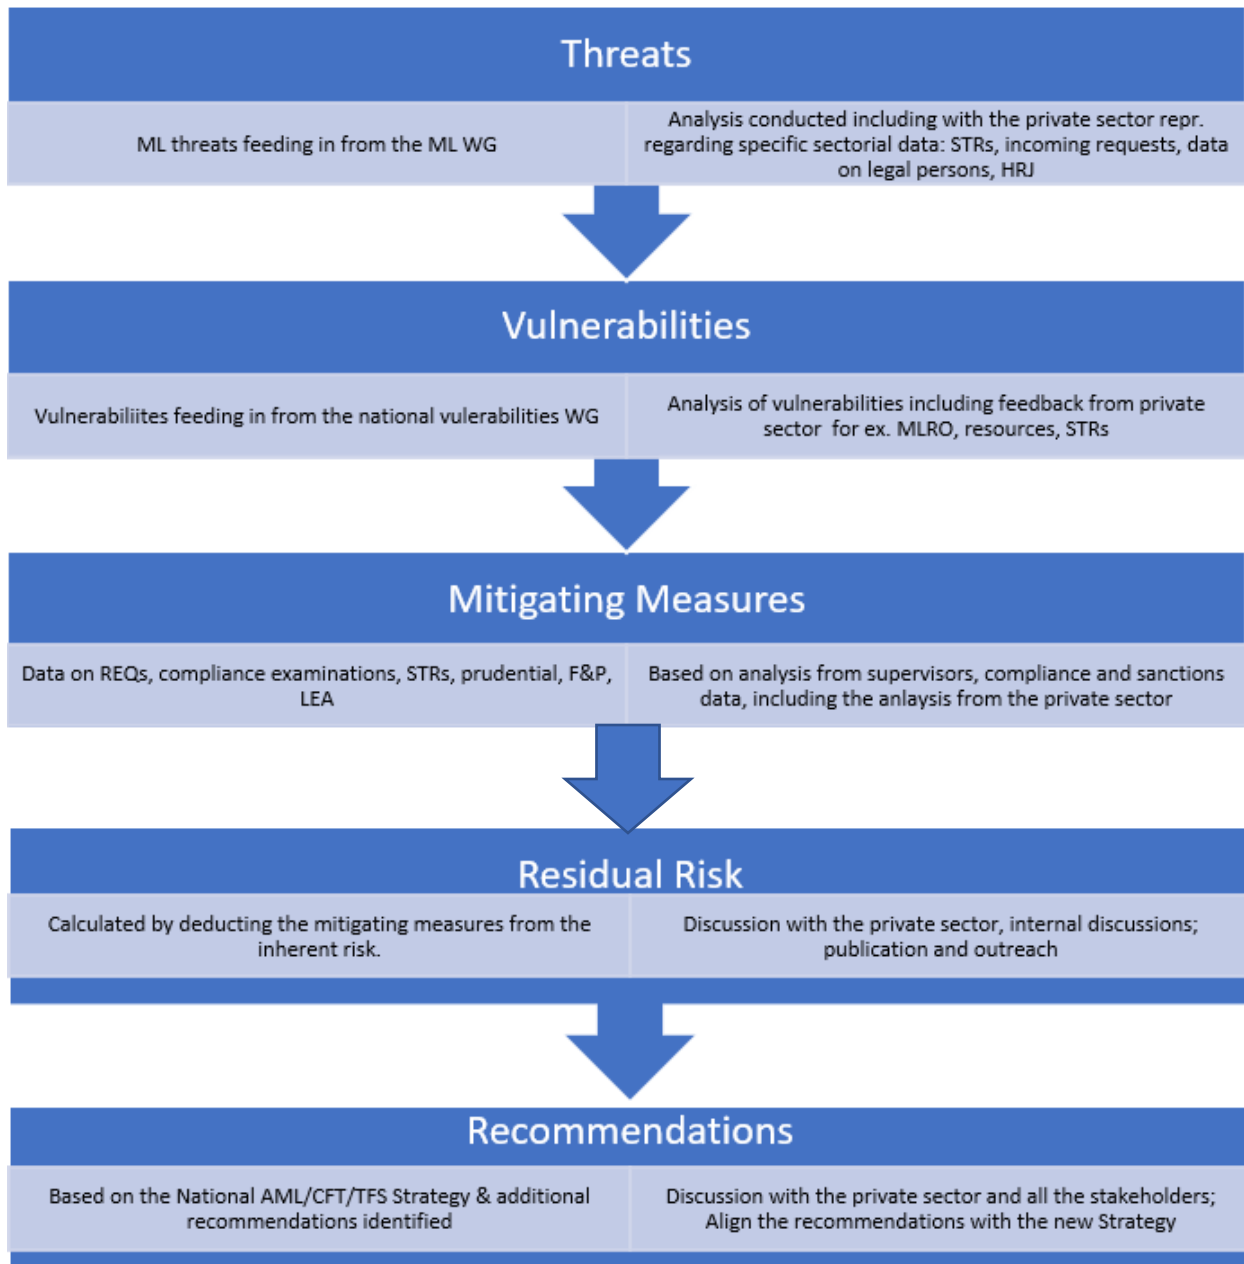 Threats
ML threats feeding in from the ML WG
Analysis conducted including with the private sector repr.
regarding specific sectorial data: STRs, incoming requests, data
on legal persons, HRJ
Vulnerabilities
Vulnerabiliites feeding in from the national vulerabilities WG
Analysis of vulnerabilities including feedback from private
sector for ex. MLRO, resources, STRs
Mitigating Measures
Data on REQs, compliance examinations, STRs, prudential, F&P,
LEA
Based on analysis from supervisors, compliance and sanctions
data, including the anlaysis from the private sector
Residual Risk
Calculated by deducting the mitigating measures from the
inherent risk.
Discussion with the private sector, internal discussions;
publication and outreach
Recommendations
Based on the National AML/CFT/TFS Strategy & additional
recommendations identified
Discussion with the private sector and all the stakeholders;
Align the recommendations with the new Strategy